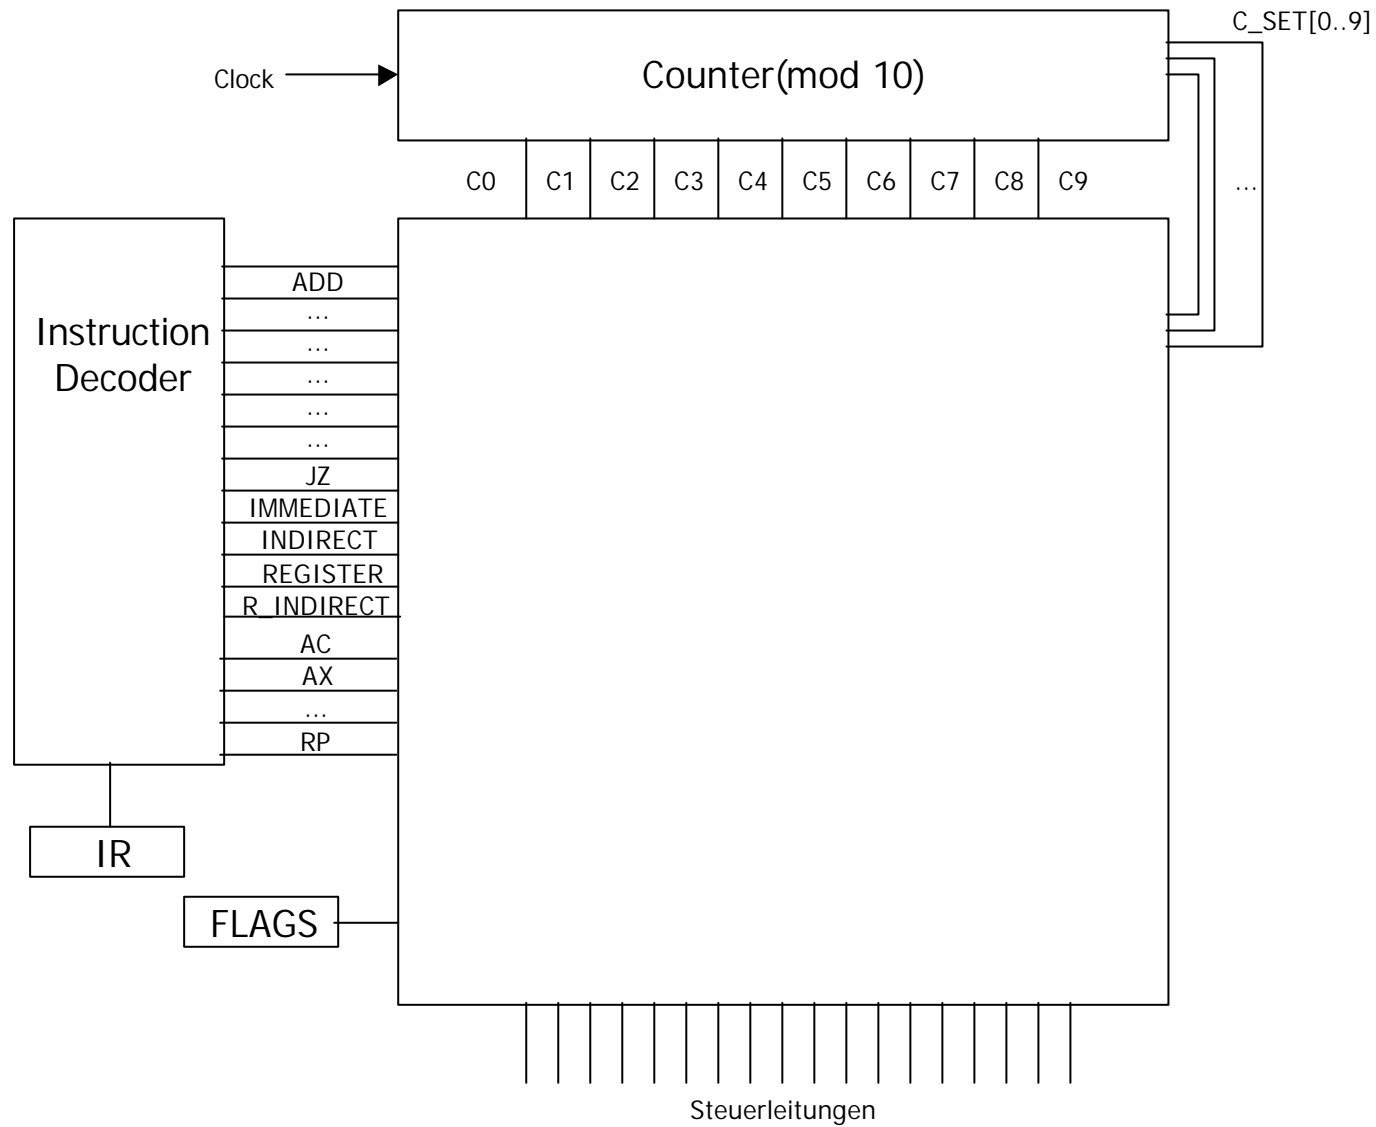 C_SET[0..9]
Clock
Counter(mod 10)
C0 C1 C2 C3 C4 C5 C6 C7 C8 C9 ...
Instruction
Decoder
ADD
...
...
...
...
...
JZ
IMMEDIATE
INDIRECT
REGISTER
R_INDIRECT
AC
AX
...
RP
IR
FLAGS
Steuerleitungen